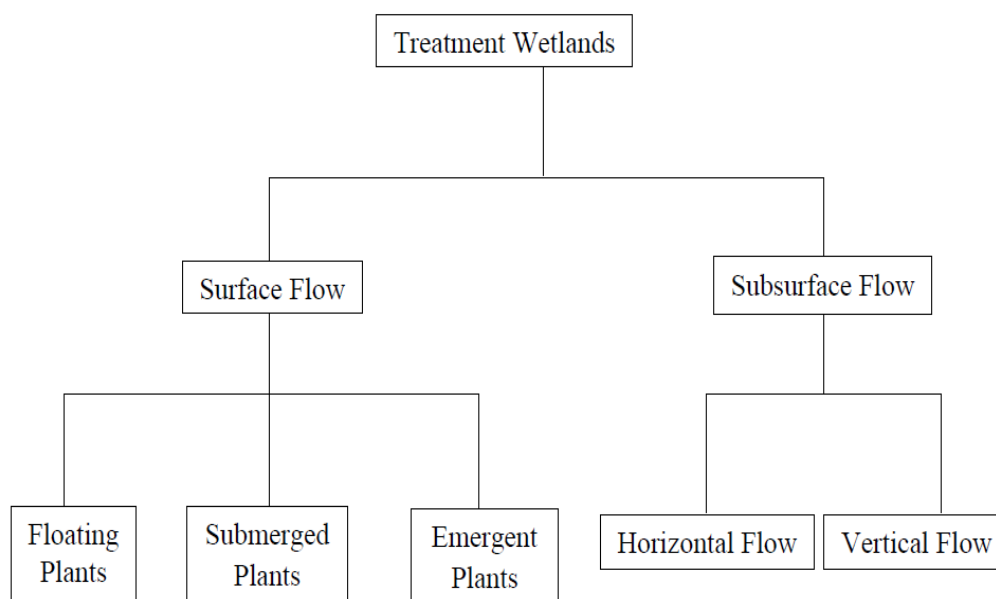 Treatment Wetlands
Surface Flow
Subsurface Flow
Floating
Plants
Submerged
Plants
Emergent
Plants
Horizontal Flow
Vertical Flow